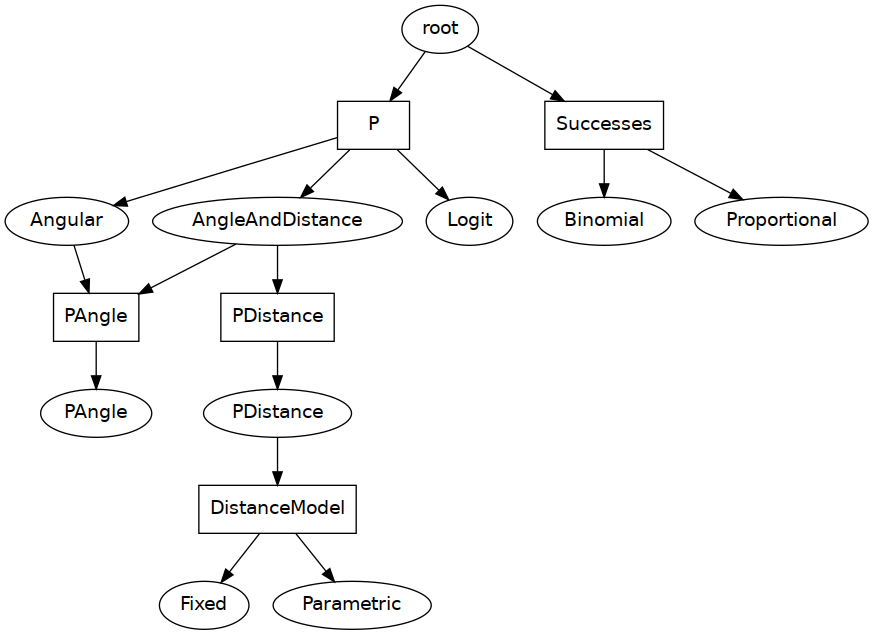 root
P
Successes
Angular
AngleAndDistance
Logit
Binomial
Proportional
PAngle
PDistance
PAngle
PDistance
DistanceModel
Fixed
Parametric